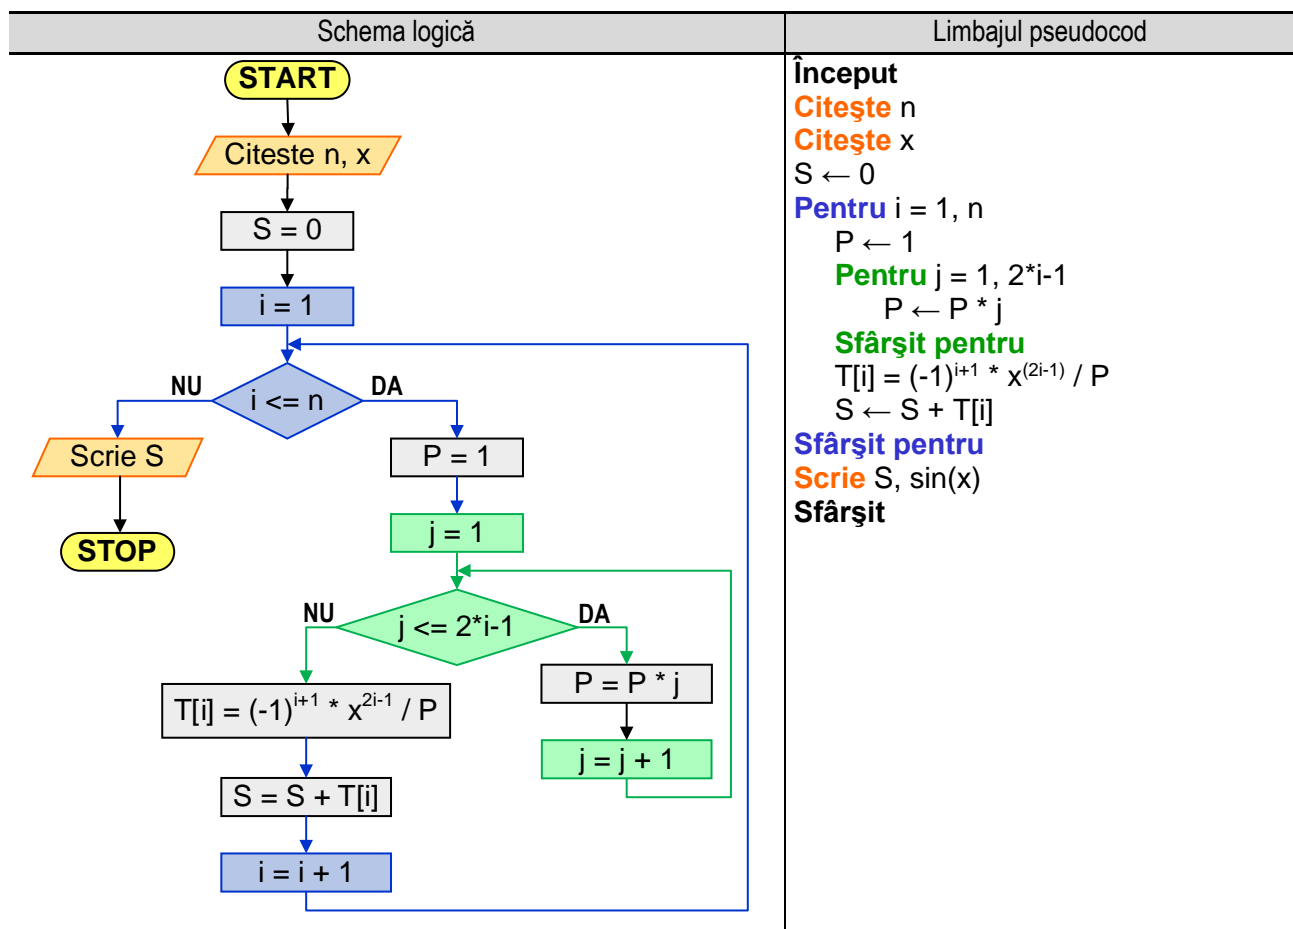 Schema logică
Limbajul pseudocod
START
Citeste n, x
S = 0
i = 1
NU
i <= n
DA
Scrie S
P = 1
STOP
j = 1
NU
j <= 2*i-1
DA
P = P * j
T[i] = (-1)^{i+1} * x^{2i-1} / P
j = j + 1
S = S + T[i]
i = i + 1
Început
Citeşte n
Citeşte x
S ← 0
Pentru i = 1, n
P ← 1
Pentru j = 1, 2*i-1
P ← P * j
Sfârşit pentru
T[i] = (-1)^{i+1} * x^{(2i-1)} / P
S ← S + T[i]
Sfârşit pentru
Scrie S, sin(x)
Sfârşit